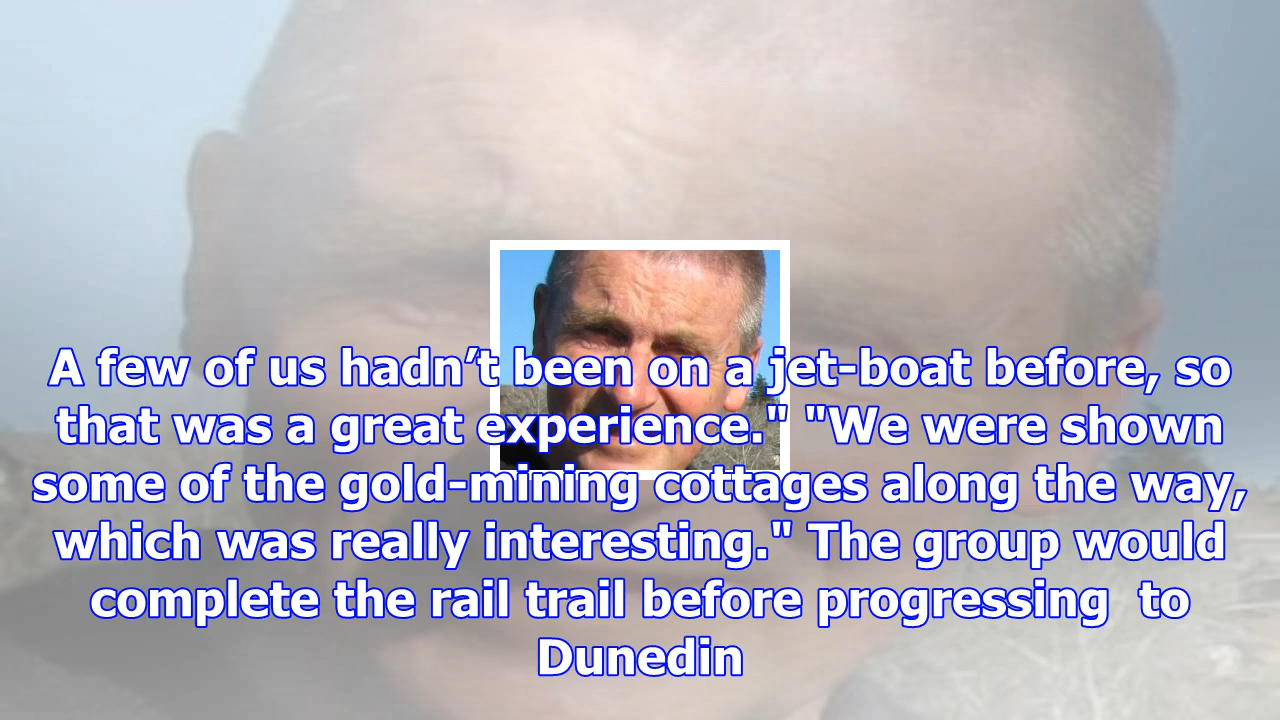 A few of us hadn’t been on a jet-boat before, so
that was a great experience." "We were shown
some of the gold-mining cottages along the way,
which was really interesting." The group would
complete the rail trail before progressing  to
Dunedin